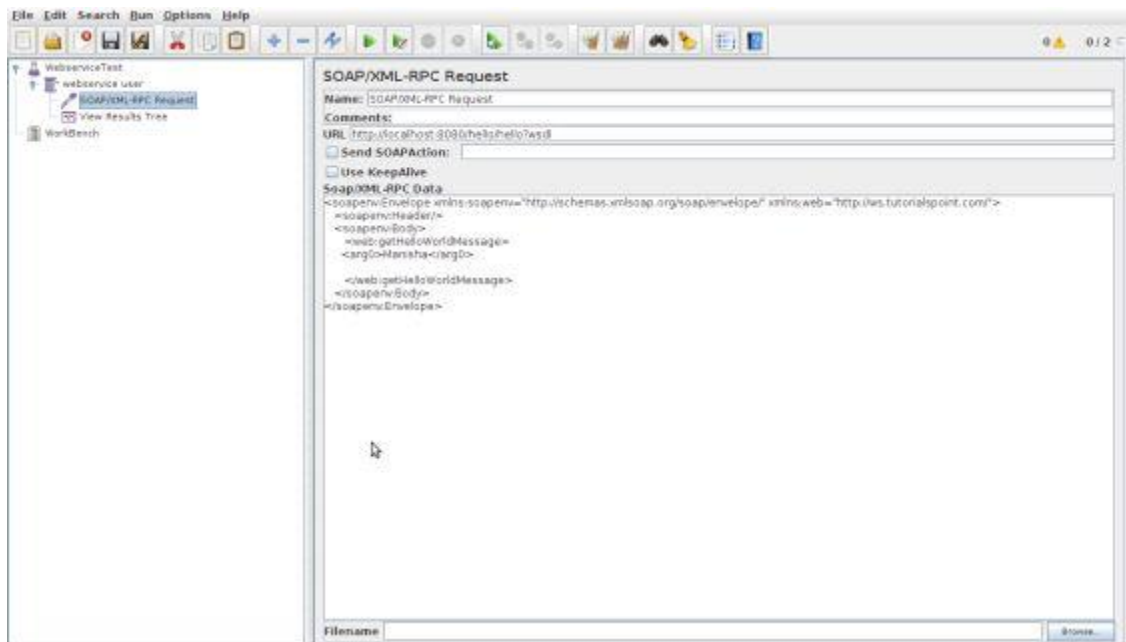 File Edit Search Run Options Help
0 0 / 2
WebserviceTest
webservice user
SOAP/XML-RPC Request
View Results Tree
WorkBench
SOAP/XML-RPC Request
Name: SOAP/XML-RPC Request
Comments:
URL http://localhost:8080/hello/hello?wsdl
Send SOAPAction:
Use KeepAlive
Soap/XML-RPC Data
<soapenv:Envelope xmlns:soapenv="http://schemas.xmlsoap.org/soap/envelope/" xmlns:web="http://ws.tutorialspoint.com/">
<soapenv:Header/>
<soapenv:Body>
<web:getHelloWorldMessage>
<arg0>Manisha</arg0>
</web:getHelloWorldMessage>
</soapenv:Body>
</soapenv:Envelope>
Filename Browse...